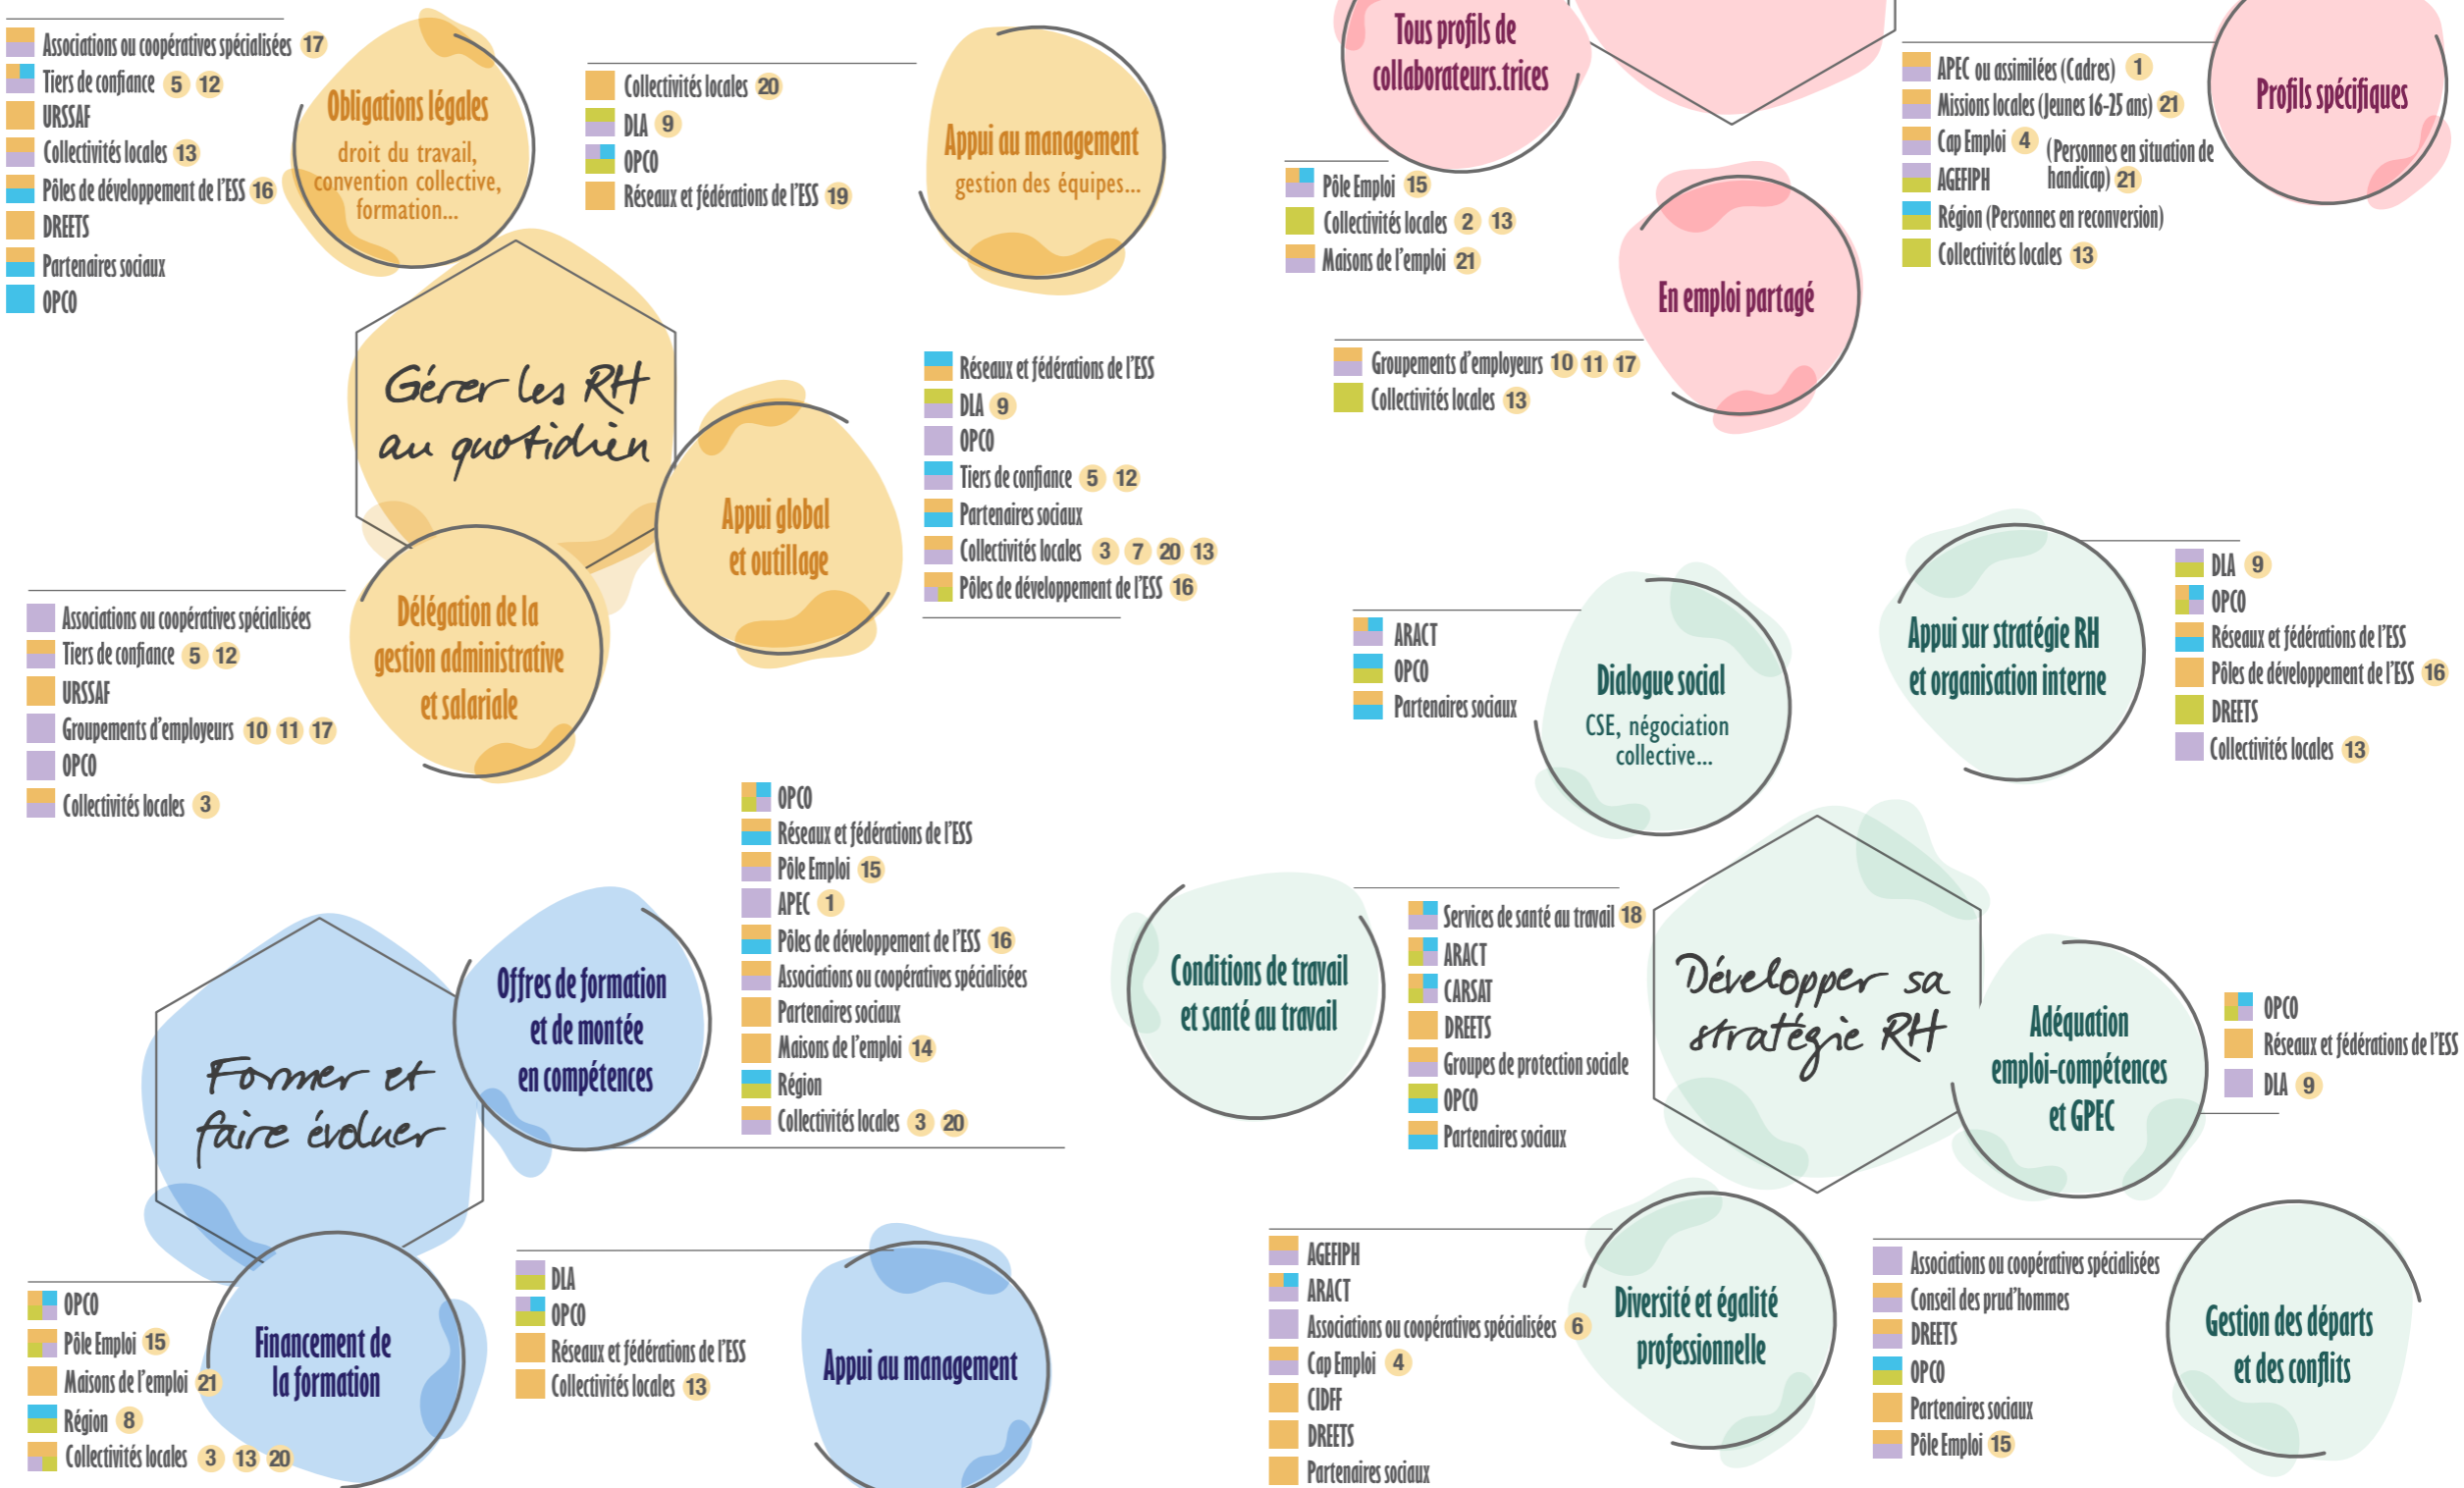 Associations ou coopératives spécialisées 17
Tiers de confiance 5 12
URSSAF
Collectivités locales 13
Pôles de développement de l'ESS 16
DREETS
Partenaires sociaux
OPCO
Obligations légales
droit du travail,
convention collective,
formation...
Collectivités locales 20
DLA 9
OPCO
Réseaux et fédérations de l'ESS 19
Appui au management
gestion des équipes...
Gérer les RH
au quotidien
Appui global
et outillage
Réseaux et fédérations de l'ESS
DLA 9
OPCO
Tiers de confiance 5 12
Partenaires sociaux
Collectivités locales 3 7 20 13
Pôles de développement de l'ESS 16
Associations ou coopératives spécialisées
Tiers de confiance 5 12
URSSAF
Groupements d'employeurs 10 11 17
OPCO
Collectivités locales 3
Délégation de la
gestion administrative
et salariale
Tous profils de
collaborateurs.trices
Pôle Emploi 15
Collectivités locales 2 13
Maisons de l'emploi 21
APEC ou assimilées (Cadres) 1
Missions locales (Jeunes 16-25 ans) 21
Cap Emploi 4
(Personnes en situation de
handicap) 21
AGEFIPH
Région (Personnes en reconversion)
Collectivités locales 13
Profils spécifiques
En emploi partagé
Groupements d'employeurs 10 11 17
Collectivités locales 13
ARACT
OPCO
Partenaires sociaux
Dialogue social
CSE, négociation
collective...
Appui sur stratégie RH
et organisation interne
DLA 9
OPCO
Réseaux et fédérations de l'ESS
Pôles de développement de l'ESS 16
DREETS
Collectivités locales 13
Former et
faire évoluer
Offres de formation
et de montée
en compétences
OPCO
Réseaux et fédérations de l'ESS
Pôle Emploi 15
APEC 1
Pôles de développement de l'ESS 16
Associations ou coopératives spécialisées
Partenaires sociaux
Maisons de l'emploi 14
Région
Collectivités locales 3 20
OPCO
Pôle Emploi 15
Maisons de l'emploi 21
Région 8
Collectivités locales 3 13 20
Financement de
la formation
DLA
OPCO
Réseaux et fédérations de l'ESS
Collectivités locales 13
Appui au management
Conditions de travail
et santé au travail
Services de santé au travail 18
ARACT
CARSAT
DREETS
Groupes de protection sociale
OPCO
Partenaires sociaux
Développer sa
stratégie RH
Adéquation
emploi-compétences
et GPEC
OPCO
Réseaux et fédérations de l'ESS
DLA 9
AGEFIPH
ARACT
Associations ou coopératives spécialisées 6
Cap Emploi 4
CIDFF
DREETS
Partenaires sociaux
Diversité et égalité
professionnelle
Associations ou coopératives spécialisées
Conseil des prud'hommes
DREETS
OPCO
Partenaires sociaux
Pôle Emploi 15
Gestion des départs
et des conflits